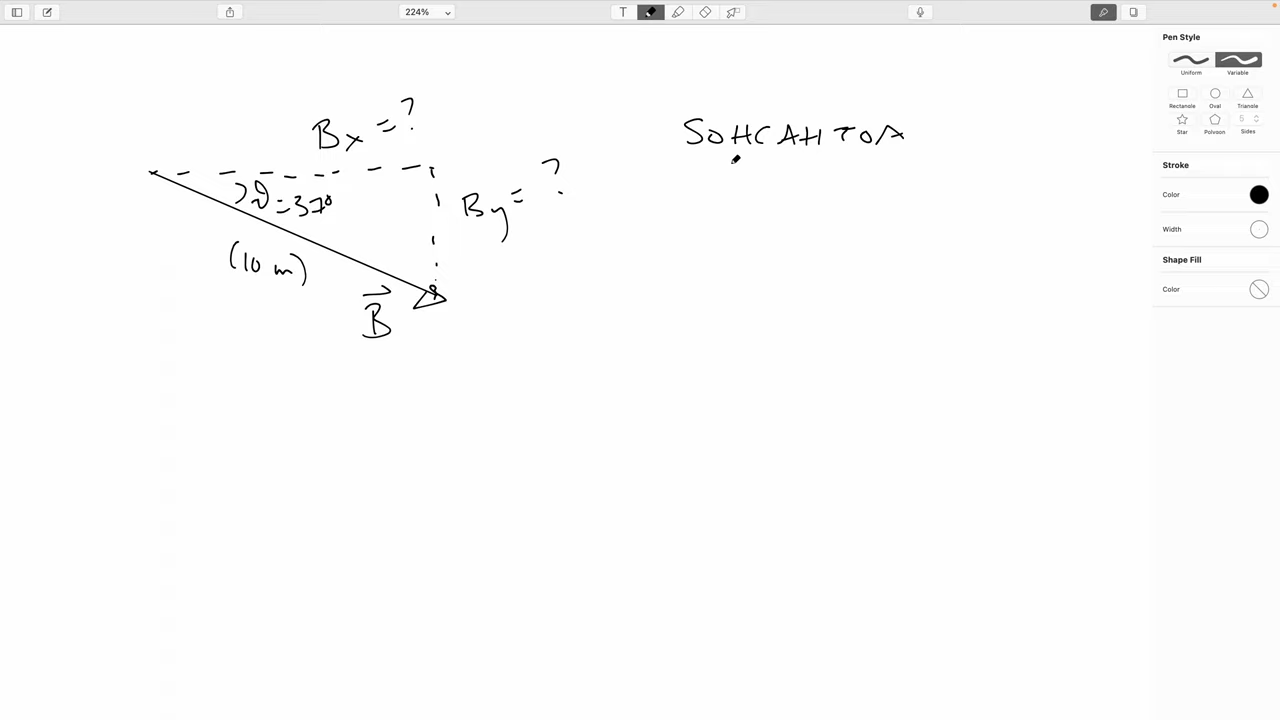 224%
T
Pen Style
Uniform
Variable
Rectangle
Oval
Triangle
Star
Polygon
5
Sides
Stroke
Color
Width
Shape Fill
Color
Bx = ?
SOHCAHTOA
θ = 37°
By = ?
(10 m)
B